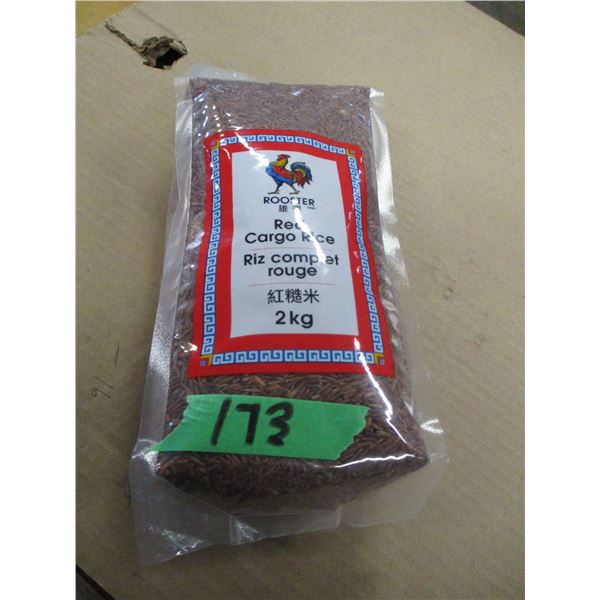 ROOSTER
Red
Cargo Rice
Riz complet
rouge
紅糙米
2kg
173